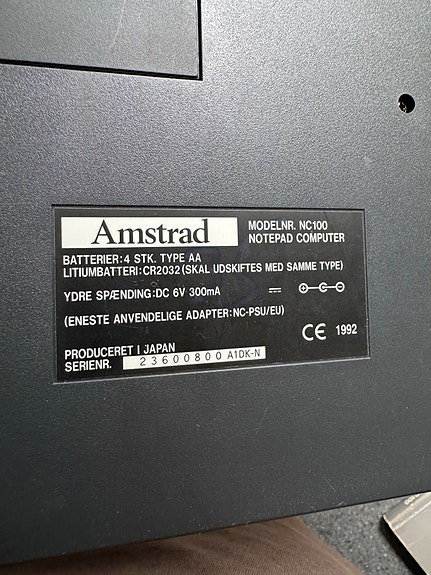 Amstrad
MODELNR. NC100
NOTEPAD COMPUTER
BATTERIER:4 STK. TYPE AA
LITIUMBATTERI:CR2032(SKAL UDSKIFTES MED SAMME TYPE)
YDRE SPÆNDING:DC 6V 300mA
(ENESTE ANVENDELIGE ADAPTER:NC-PSU/EU)
CE 1992
PRODUCERET I JAPAN
SERIENR. 23600800 A1DK-N